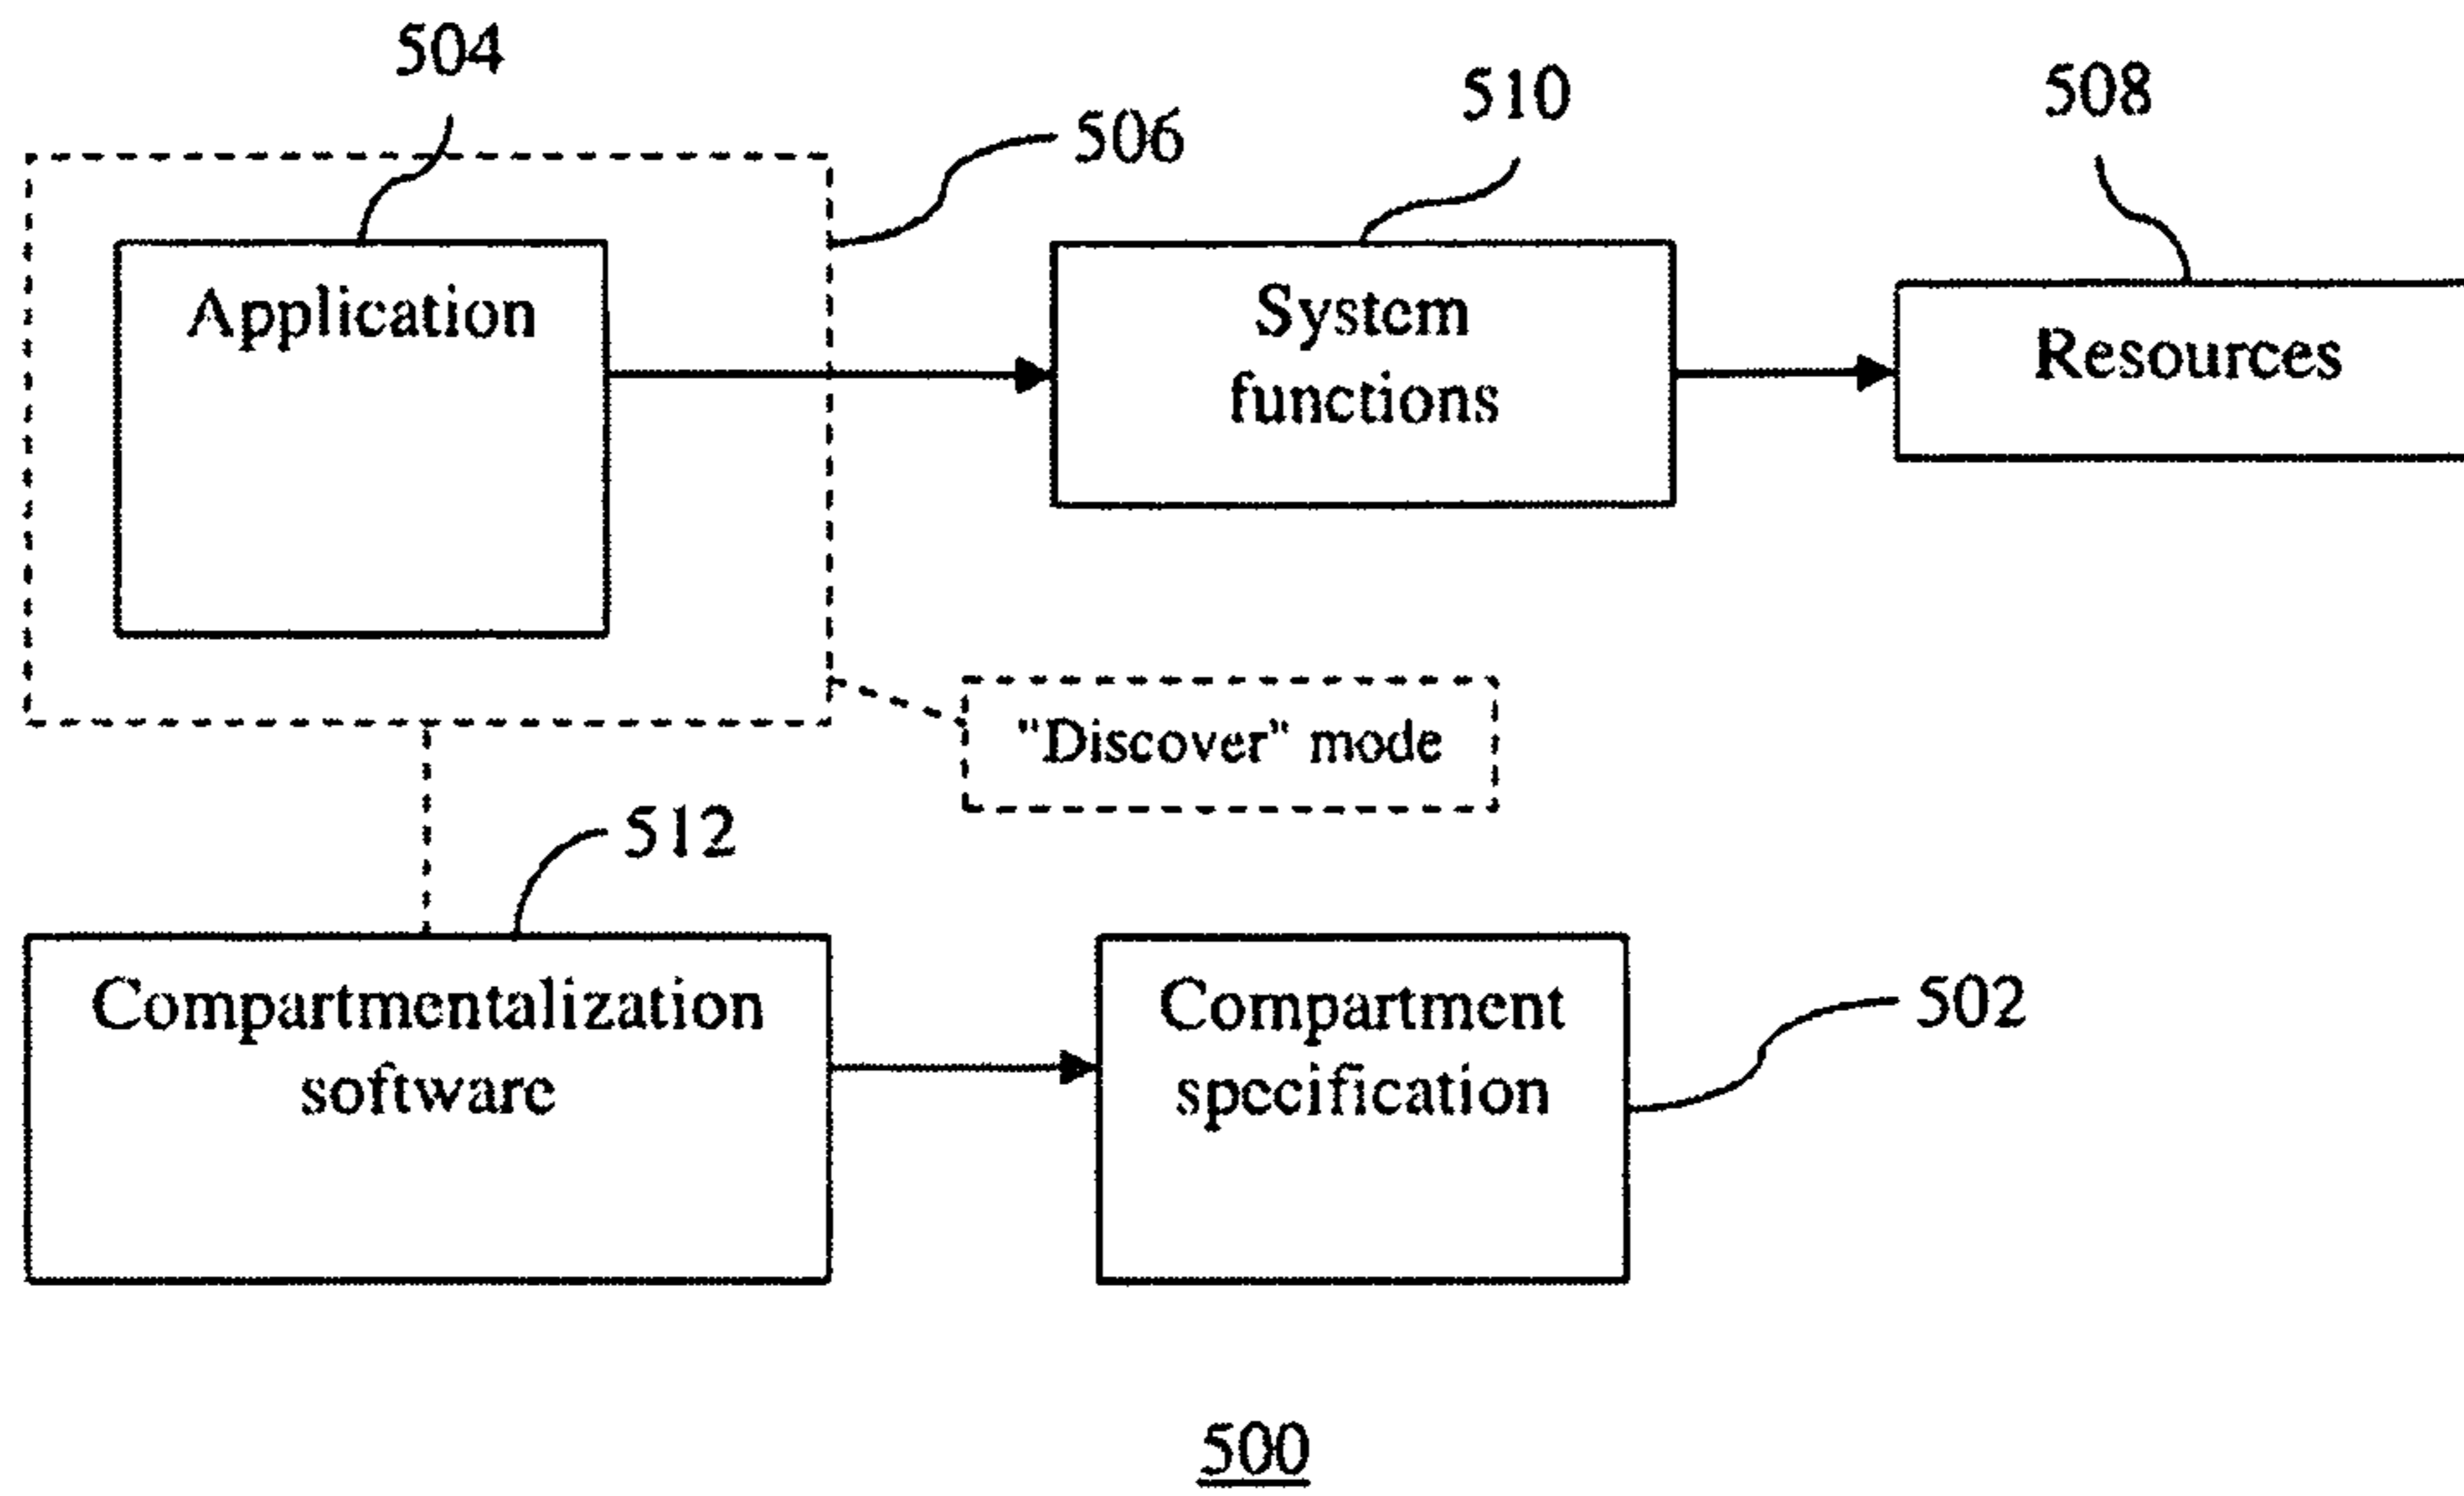 504
506
510
508
Application
System
functions
Resources
"Discover" mode
512
Compartmentalization
software
Compartment
specification
502
500